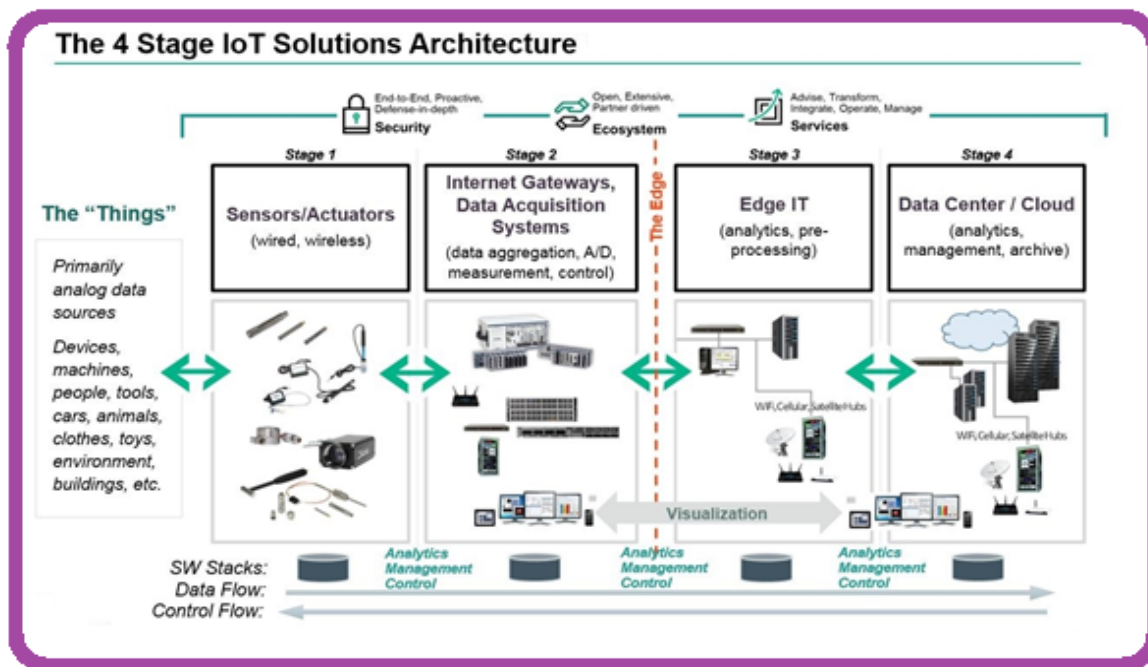 The 4 Stage IoT Solutions Architecture
End-to-End, Proactive,
Defense-in-depth
Security
Open, Extensive,
Partner driven
Ecosystem
Advise, Transform,
Integrate, Operate, Manage
Services
Stage 1
Stage 2
Stage 3
Stage 4
The "Things"
Primarily
analog data
sources
Devices,
machines,
people, tools,
cars, animals,
clothes, toys,
environment,
buildings, etc.
Sensors/Actuators
(wired, wireless)
Internet Gateways,
Data Acquisition
Systems
(data aggregation, A/D,
measurement, control)
The Edge
Edge IT
(analytics, pre-
processing)
Data Center / Cloud
(analytics,
management, archive)
WiFi, Cellular, Satellite Hubs
WiFi, Cellular, Satellite Hubs
Visualization
SW Stacks:
Analytics
Management
Control
Analytics
Management
Control
Analytics
Management
Control
Data Flow:
Control Flow: